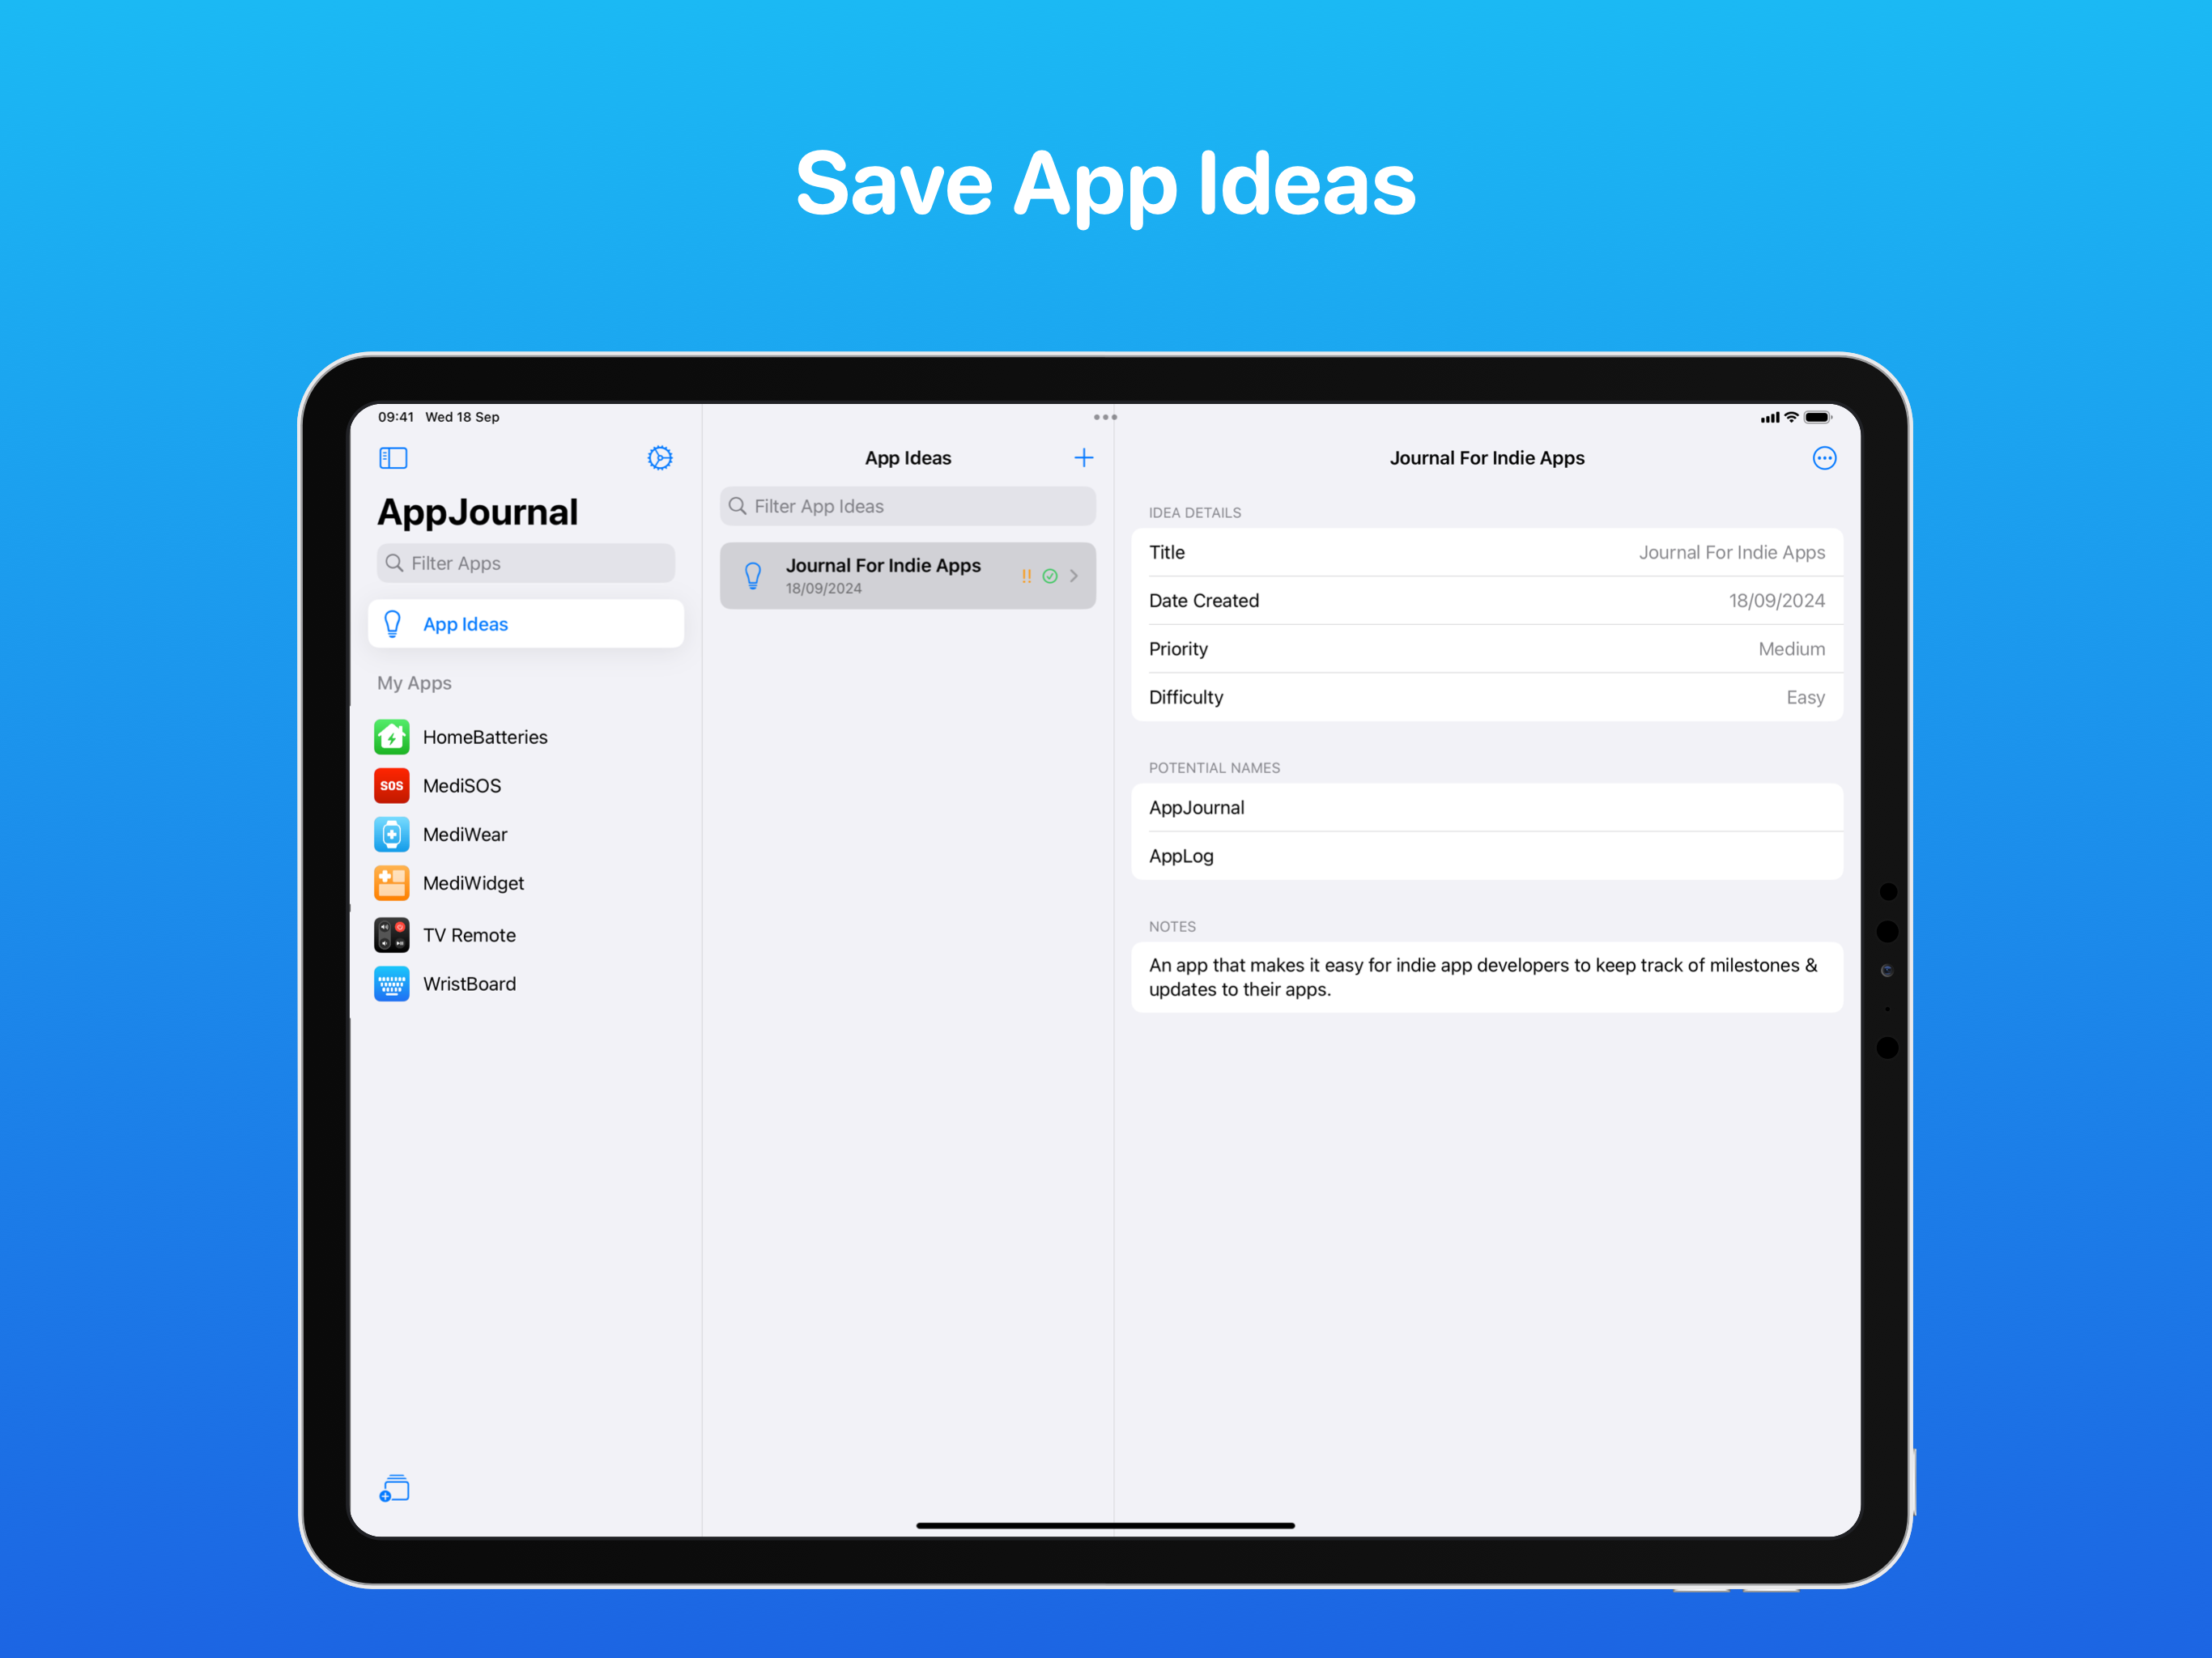 Save App Ideas
09:41 Wed 18 Sep
AppJournal
Filter Apps
App Ideas
My Apps
HomeBatteries
SOS
MediSOS
MediWear
MediWidget
TV Remote
WristBoard
App Ideas
Filter App Ideas
Journal For Indie Apps
18/09/2024
!!
Journal For Indie Apps
IDEA DETAILS
Title Journal For Indie Apps
Date Created 18/09/2024
Priority Medium
Difficulty Easy
POTENTIAL NAMES
AppJournal
AppLog
NOTES
An app that makes it easy for indie app developers to keep track of milestones &
updates to their apps.